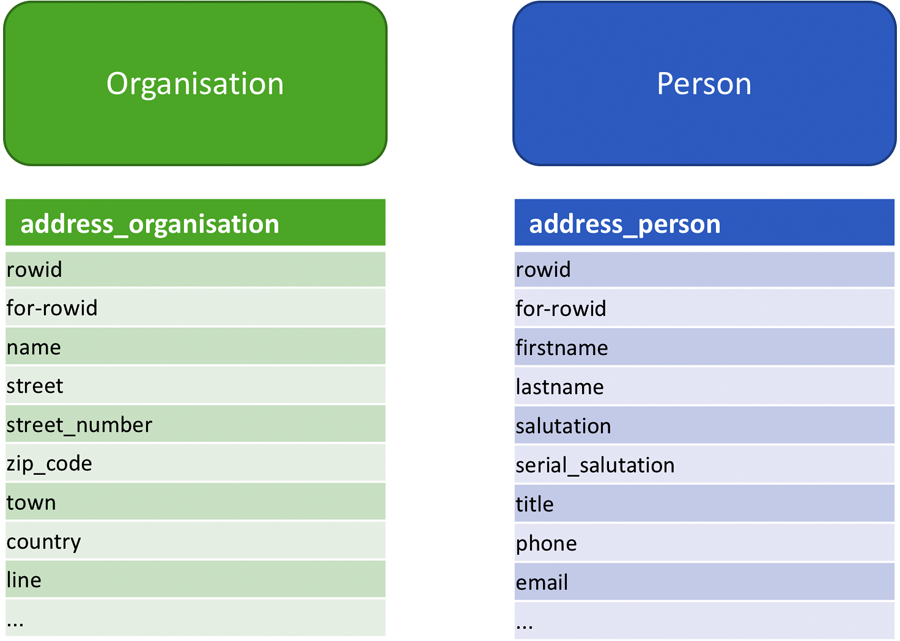 Organisation
address_organisation
rowid
for-rowid
name
street
street_number
zip_code
town
country
line
...
Person
address_person
rowid
for-rowid
firstname
lastname
salutation
serial_salutation
title
phone
email
...